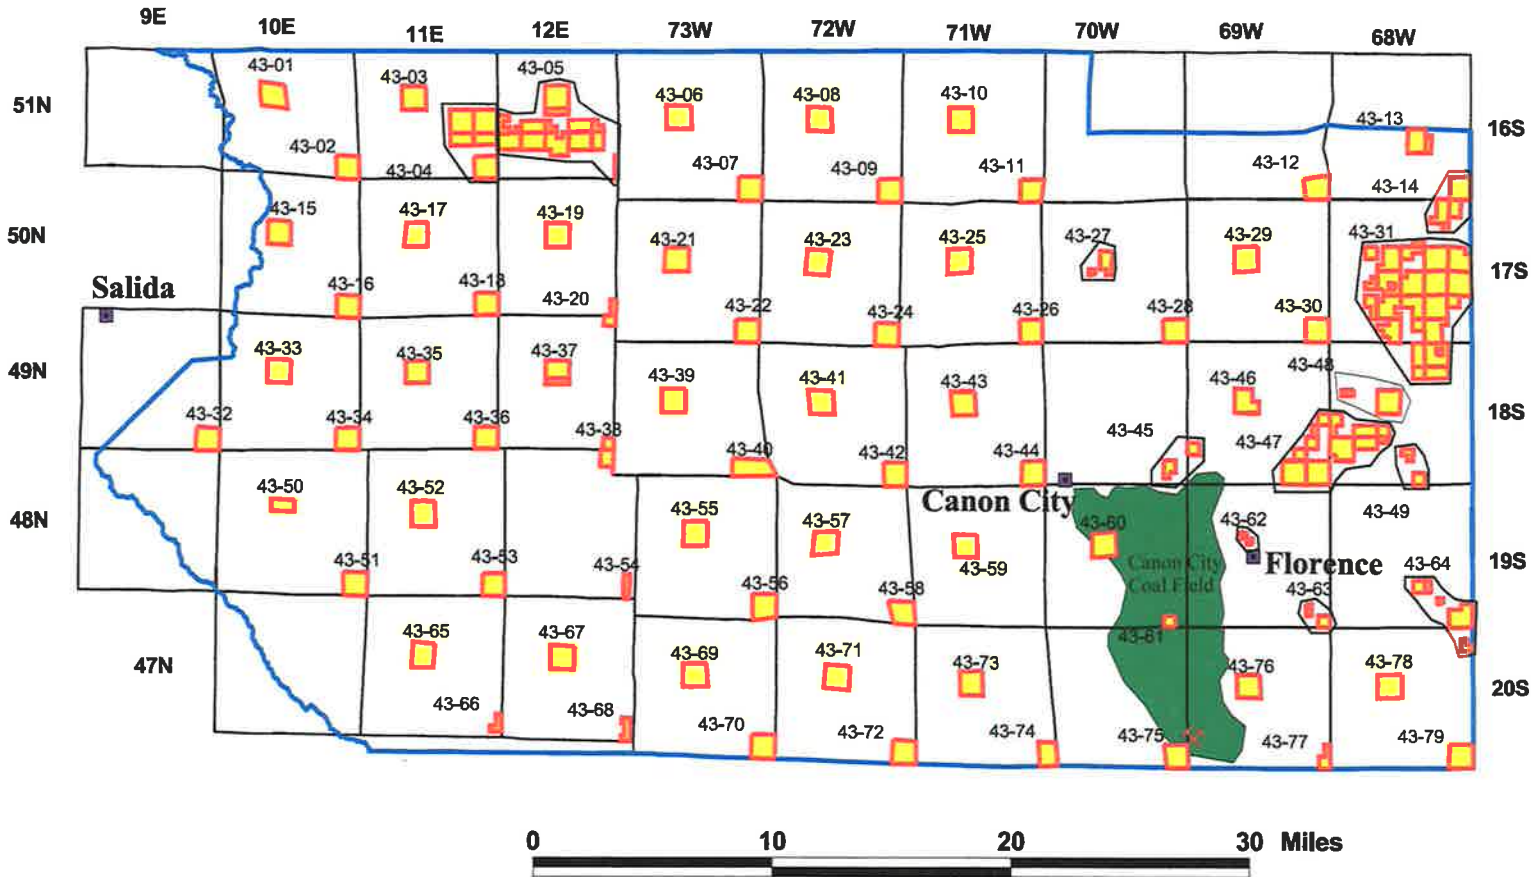 9E 10E 11E 12E 73W 72W 71W 70W 69W 68W
43-01 43-03 43-05 43-06 43-08 43-10
51N
43-13 16S
43-02 43-04 43-07 43-09 43-11 43-12 43-14
43-15 43-17 43-19 43-21 43-23 43-25 43-27 43-29 43-31
50N 17S
Salida
43-16 43-18 43-20 43-22 43-24 43-26 43-28 43-30
43-33 43-35 43-37 43-39 43-41 43-43 43-46 43-48
49N 18S
43-32 43-34 43-36 43-38 43-40 43-42 43-44 43-45 43-47
43-50 43-52 43-55 43-57 Canon City 43-60 43-62 43-49
48N 19S
43-51 43-53 43-54 43-56 43-58 43-59 Canon City Florence 43-64
Coal Field 43-63
43-65 43-67 43-69 43-71 43-73 43-61 43-76 43-78
47N 20S
43-66 43-68 43-70 43-72 43-74 43-75 43-77 43-79
0 10 20 30 Miles